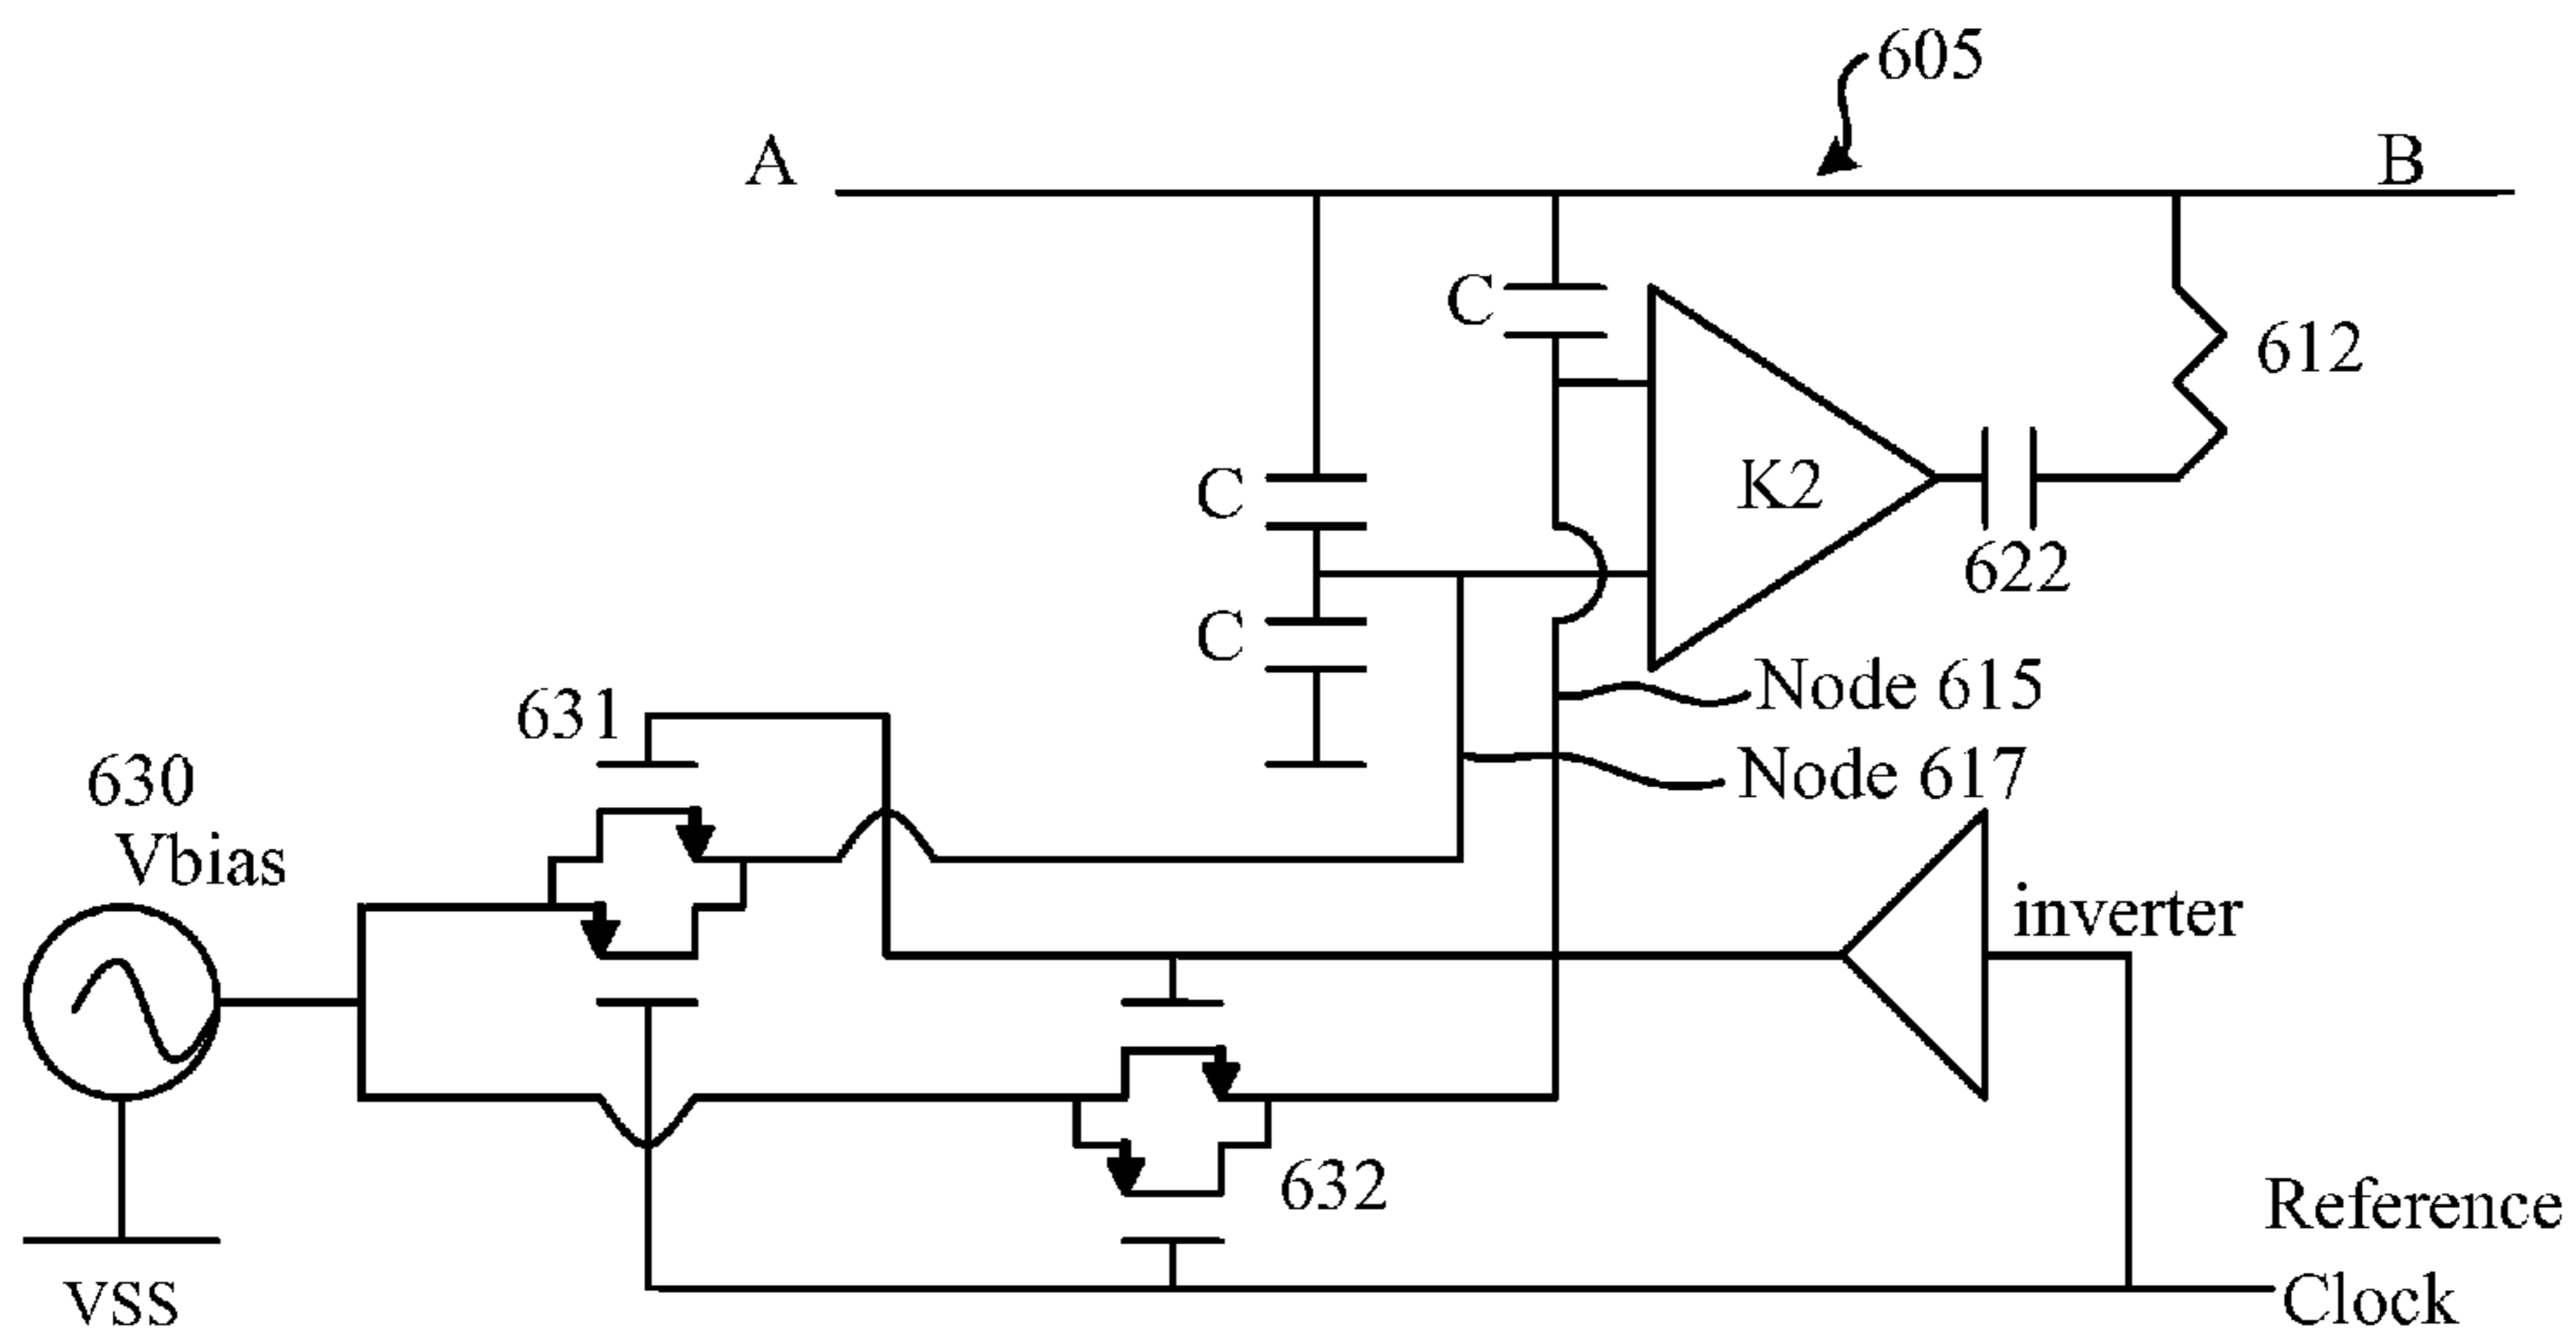 605
A
B
C
612
C
K2
622
C
Node 615
631
Node 617
630
Vbias
inverter
632
Reference
VSS
Clock